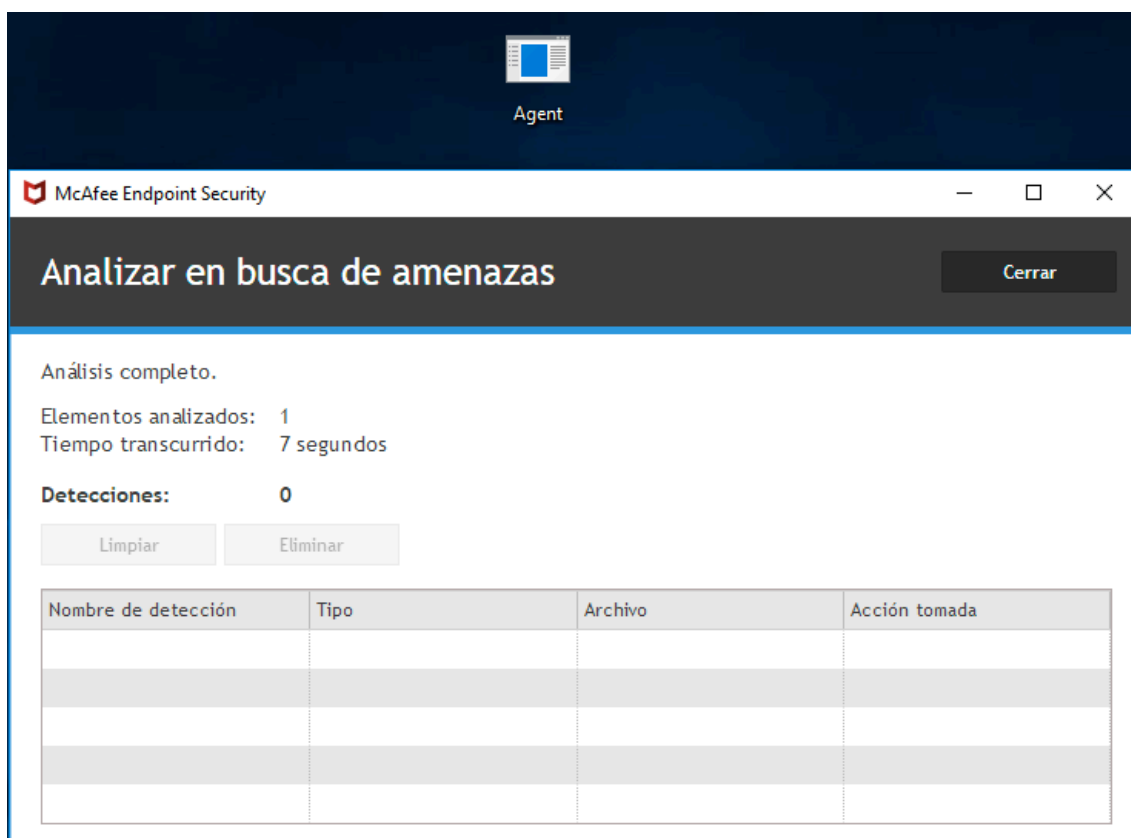 Agent
McAfee Endpoint Security
Analizar en busca de amenazas
Cerrar
Análisis completo.
Elementos analizados: 1
Tiempo transcurrido: 7 segundos
Detecciones: 0
Limpiar Eliminar
Nombre de detección Tipo Archivo Acción tomada